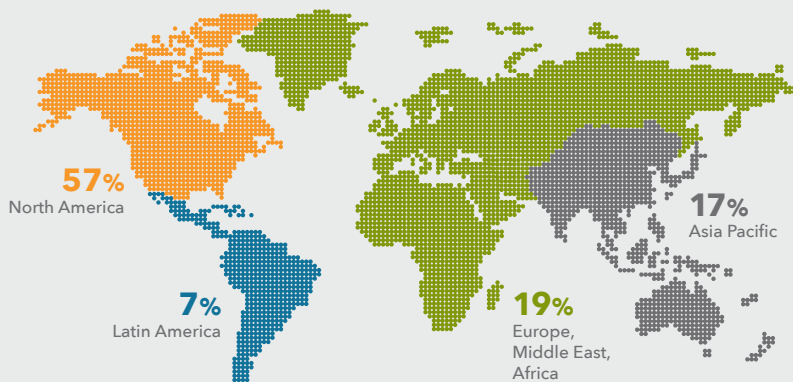 57%
North America
17%
Asia Pacific
7%
Latin America
19%
Europe,
Middle East,
Africa